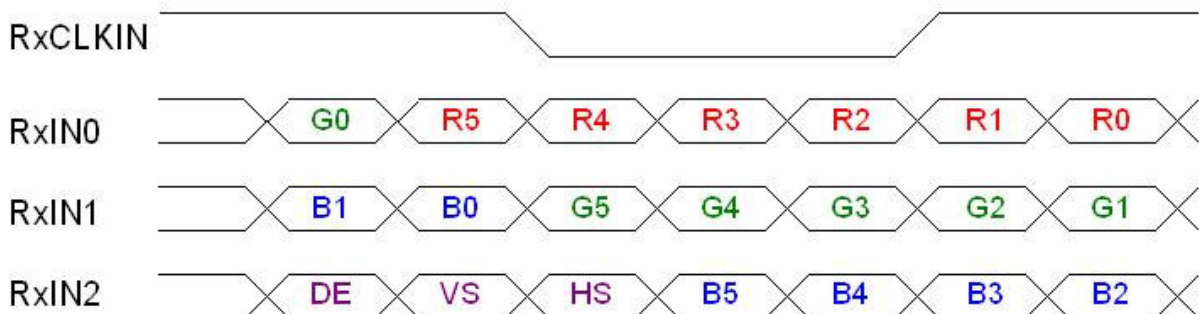 RxCLKIN
RxIN0 G0 R5 R4 R3 R2 R1 R0
RxIN1 B1 B0 G5 G4 G3 G2 G1
RxIN2 DE VS HS B5 B4 B3 B2